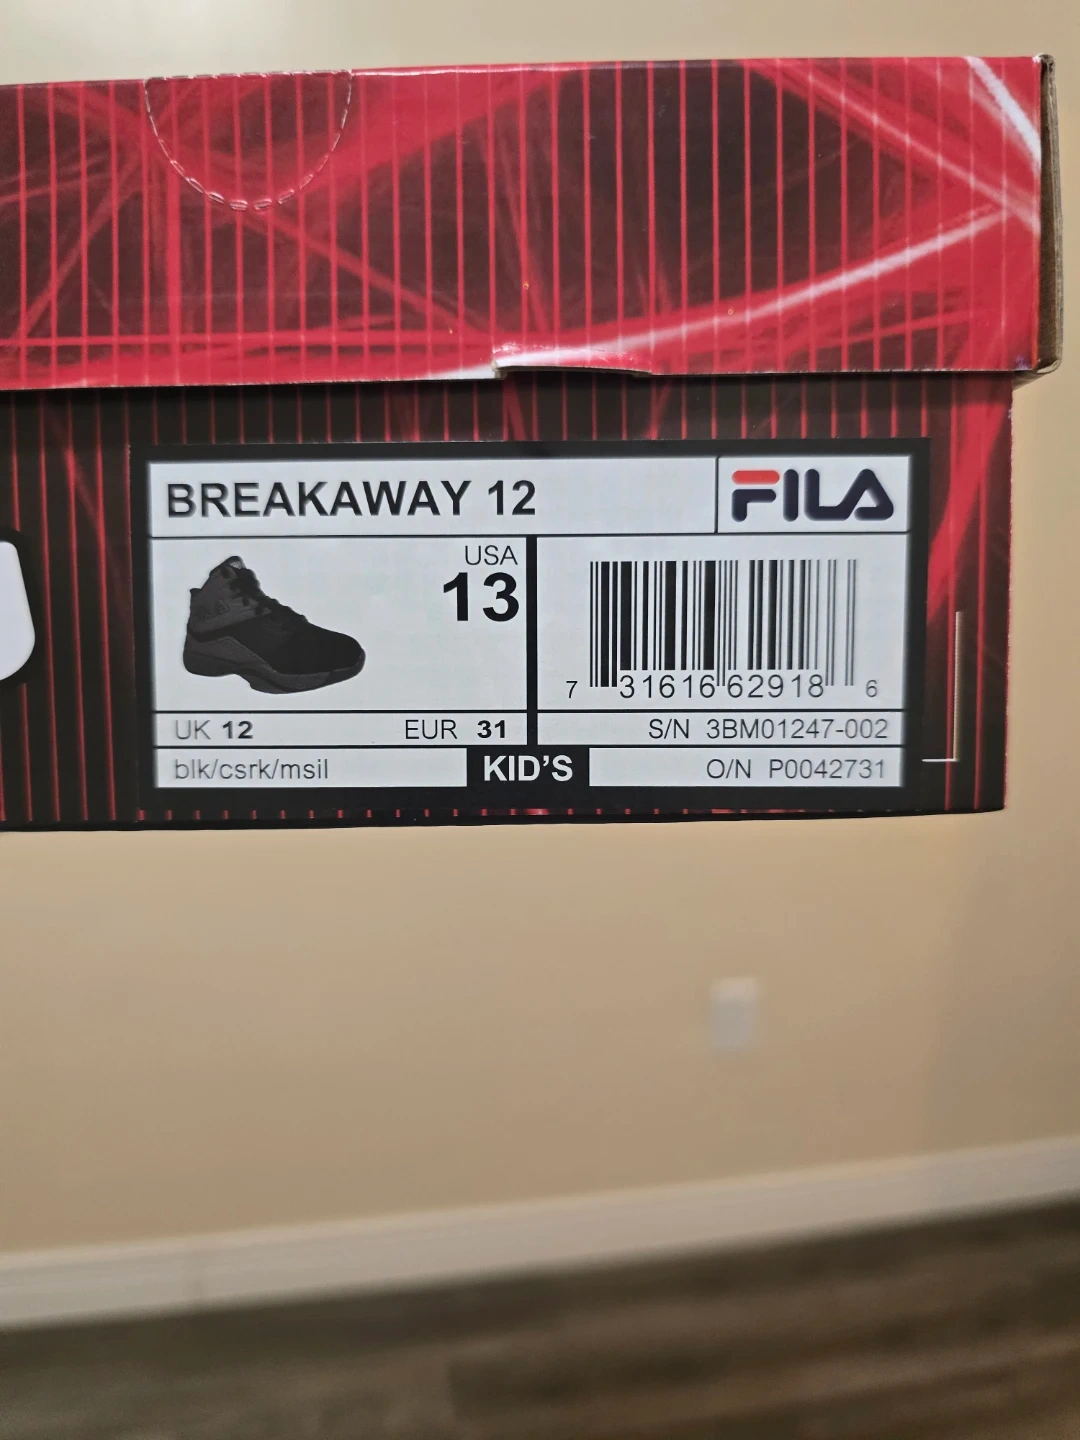 BREAKAWAY 12
FILA
USA
13
7 31616 62918 6
UK 12
EUR 31
S/N 3BM01247-002
blk/csrk/msil
KID'S
O/N P0042731